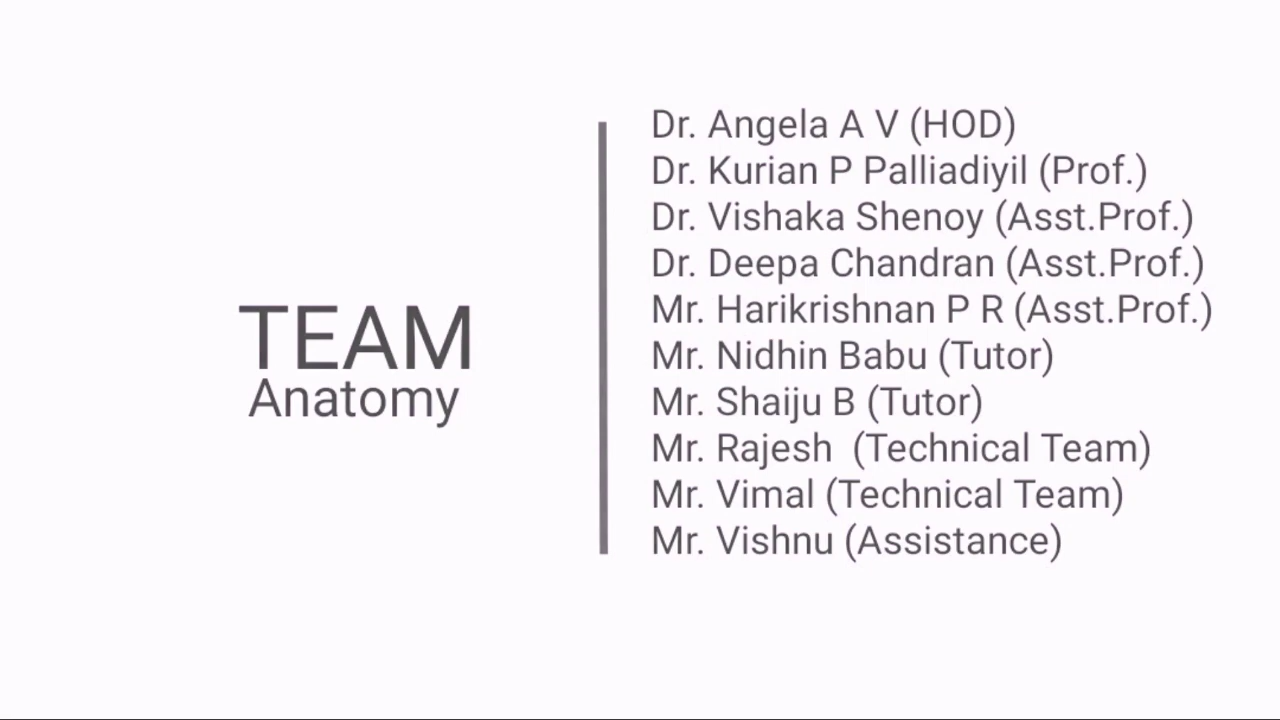 TEAM
Anatomy
Dr. Angela A V (HOD)
Dr. Kurian P Palliadiyil (Prof.)
Dr. Vishaka Shenoy (Asst.Prof.)
Dr. Deepa Chandran (Asst.Prof.)
Mr. Harikrishnan P R (Asst.Prof.)
Mr. Nidhin Babu (Tutor)
Mr. Shaiju B (Tutor)
Mr. Rajesh  (Technical Team)
Mr. Vimal (Technical Team)
Mr. Vishnu (Assistance)